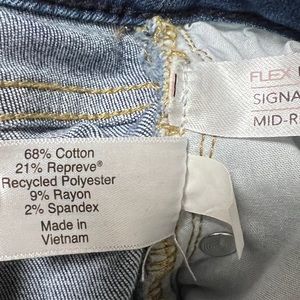 FLEX
SIGNA
MID-R
68% Cotton
21% Repreve®
Recycled Polyester
9% Rayon
2% Spandex
Made in
Vietnam